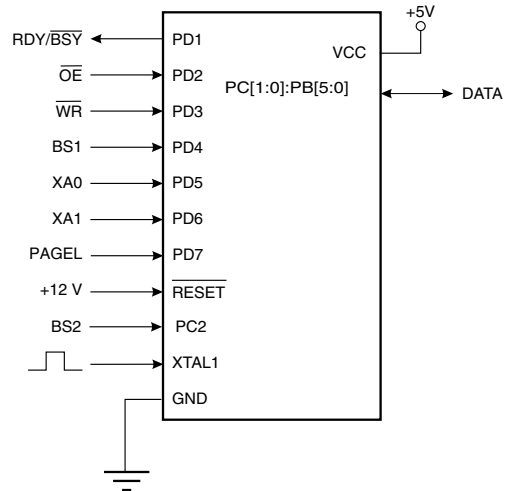 +5V
RDY/BSY PD1
VCC
OE PD2
PC[1:0]:PB[5:0]
DATA
WR PD3
BS1 PD4
XA0 PD5
XA1 PD6
PAGEL PD7
+12 V RESET
BS2 PC2
XTAL1
GND